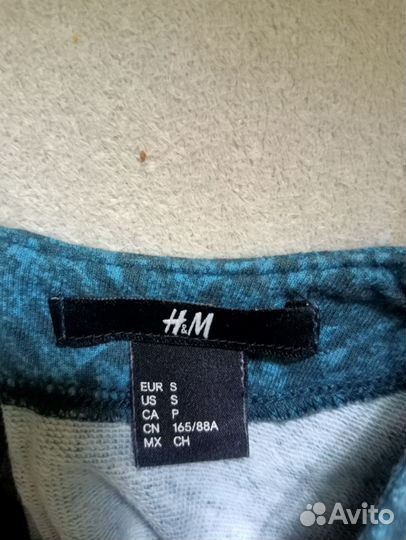 H&M
EUR S
US S
CA P
CN 165/88A
MX CH
Avito